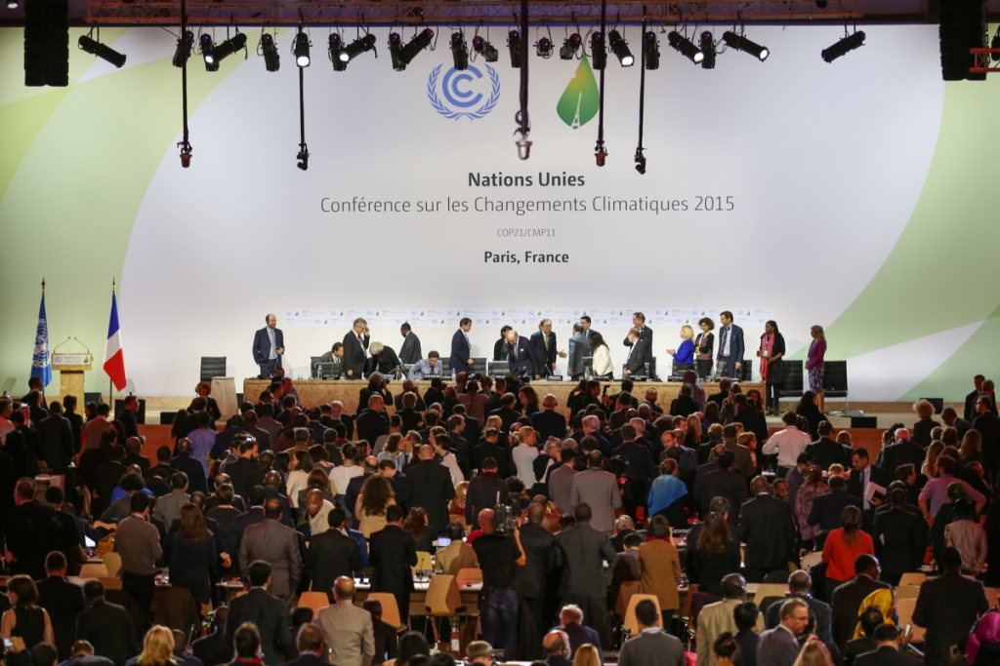 Nations Unies
Conférence sur les Changements Climatiques 2015
COP21/CMP11
Paris, France